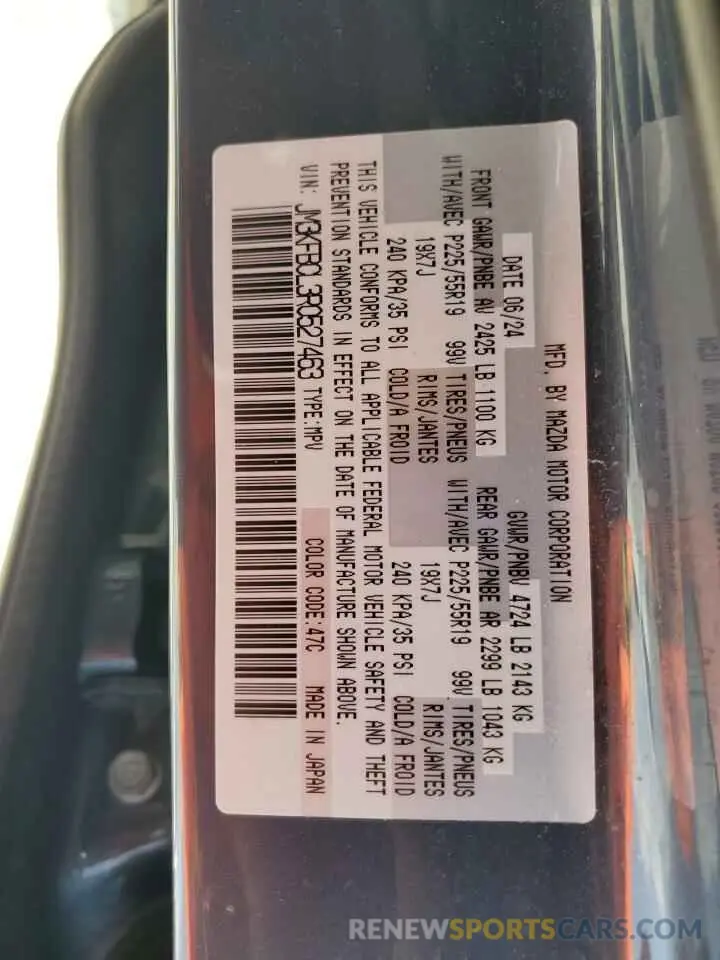 MFD. BY MAZDA MOTOR CORPORATION
DATE 06/24 GVWR/PNBV 4724 LB 2143 KG
FRONT GAWR/PNBE AV 2425 LB 1100 KG REAR GAWR/PNBE AR 2299 LB 1043 KG
WITH/AVEC P225/55R19 99V TIRES/PNEUS WITH/AVEC P225/55R19 99V TIRES/PNEUS
19X7J RIMS/JANTES 19X7J RIMS/JANTES
240 KPA/35 PSI COLD/A FROID 240 KPA/35 PSI COLD/A FROID
THIS VEHICLE CONFORMS TO ALL APPLICABLE FEDERAL MOTOR VEHICLE SAFETY AND THEFT
PREVENTION STANDARDS IN EFFECT ON THE DATE OF MANUFACTURE SHOWN ABOVE.
VIN: JM3KFBCL3R0527463 TYPE:MPV COLOR CODE:47C MADE IN JAPAN
RENEWSPORTSCARS.COM